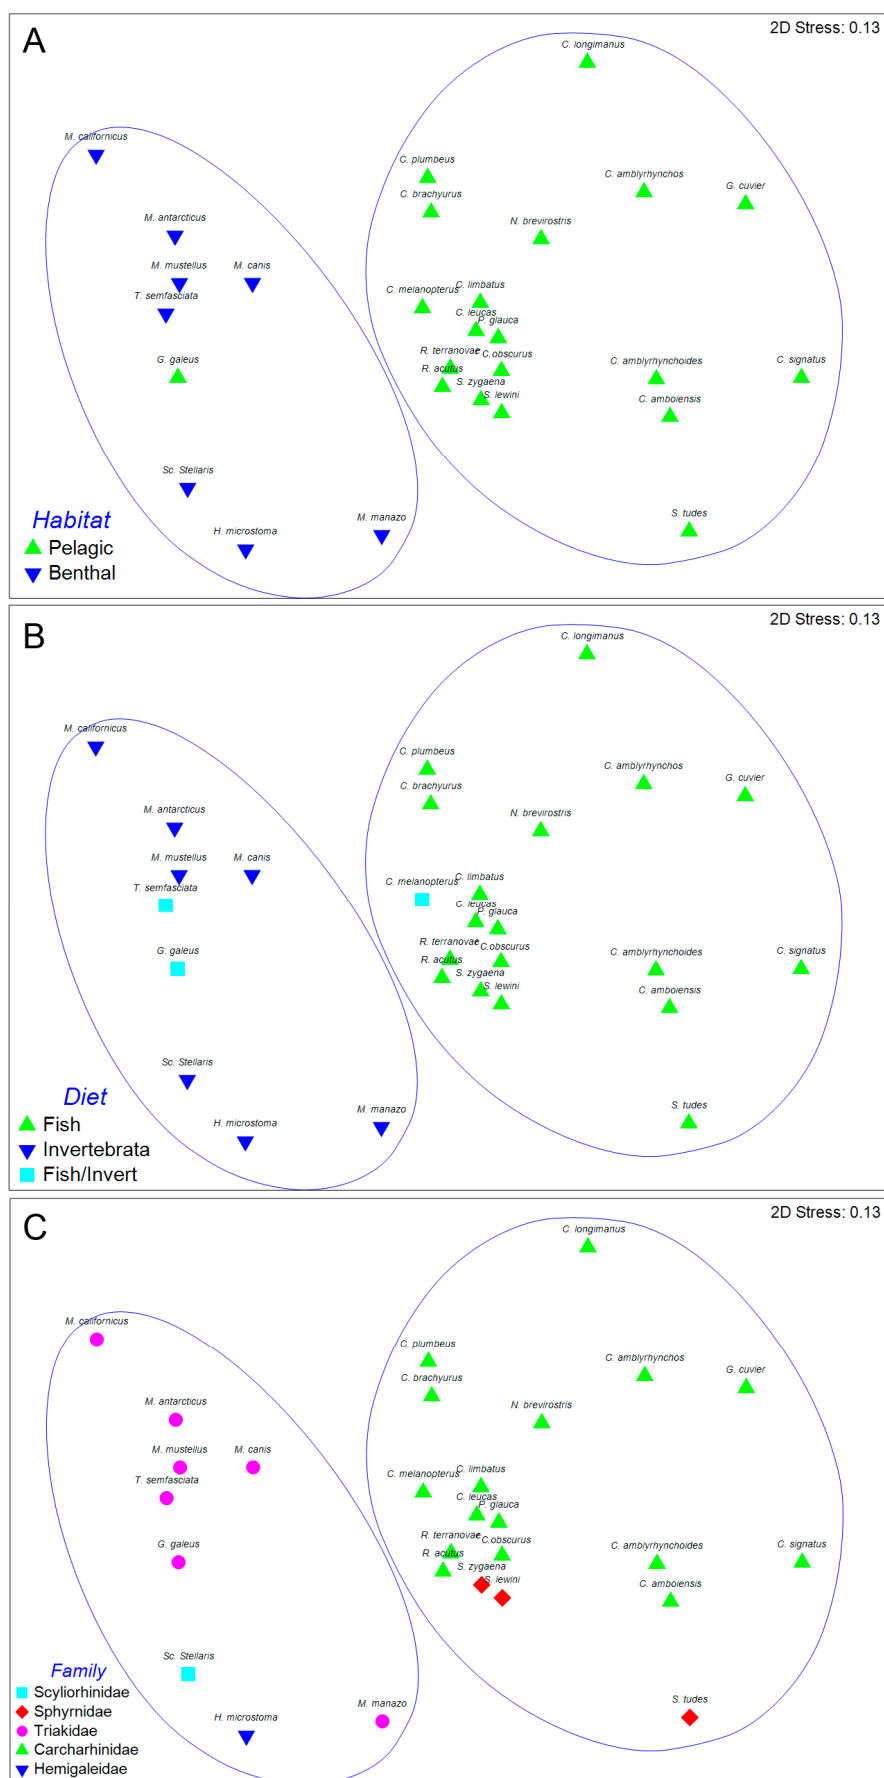 A
2D Stress: 0.13
C. longimanus
M. californicus
C. plumbeus
C. amblyrhynchos
G. cuvier
C. brachyurus
M. antarcticus
N. brevirostris
M. mustellus
M. canis
C. melanopterus
C. limbatus
T. semfasciata
C. leucas
P. glauca
G. galeus
R. terranovae
C.obscurus
C. amblyrhynchoides
C. signatus
R. acutus
S. zygaena
S. lewini
C. amboiensis
Sc. Stellaris
M. manazo
S. tudes
H. microstoma
Habitat
Pelagic
Benthal
B
2D Stress: 0.13
C. longimanus
M. californicus
C. plumbeus
C. amblyrhynchos
G. cuvier
C. brachyurus
M. antarcticus
N. brevirostris
M. mustellus
M. canis
C. melanopterus
C. limbatus
T. semfasciata
C. leucas
P. glauca
G. galeus
R. terranovae
C.obscurus
C. amblyrhynchoides
C. signatus
R. acutus
S. zygaena
S. lewini
C. amboiensis
Sc. Stellaris
M. manazo
S. tudes
H. microstoma
Diet
Fish
Invertebrata
Fish/Invert
C
2D Stress: 0.13
C. longimanus
M. californicus
C. plumbeus
C. amblyrhynchos
G. cuvier
C. brachyurus
M. antarcticus
N. brevirostris
M. mustellus
M. canis
C. melanopterus
C. limbatus
T. semfasciata
C. leucas
P. glauca
G. galeus
R. terranovae
C.obscurus
C. amblyrhynchoides
C. signatus
R. acutus
S. zygaena
S. lewini
C. amboiensis
Sc. Stellaris
M. manazo
S. tudes
H. microstoma
Family
Scyliorhinidae
Sphyrnidae
Triakidae
Carcharhinidae
Hemigaleidae